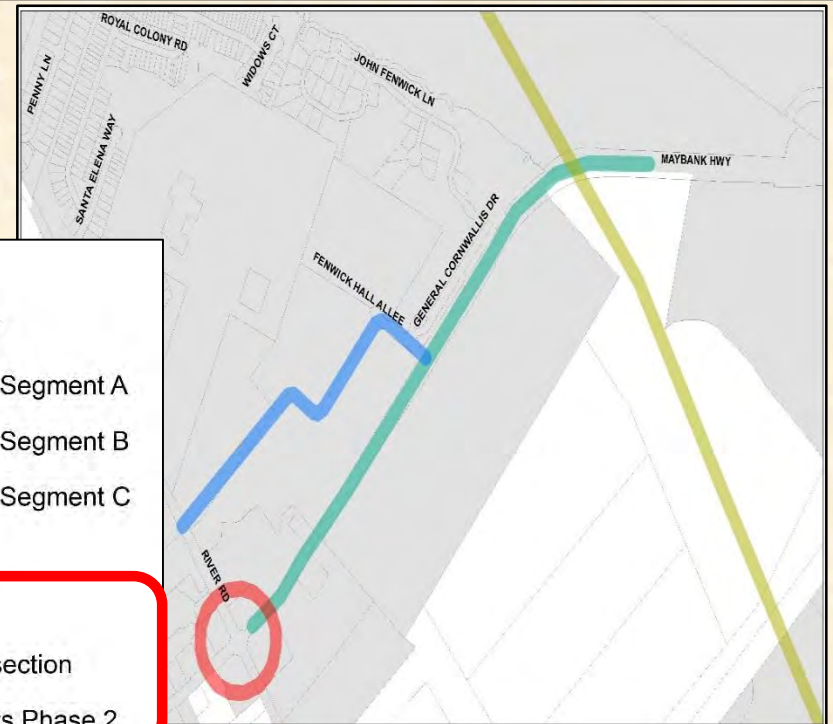 ROYAL COLONY RD
WIDOWS CT
PENNY LN
JOHN FENWICK LN
SANTA ELENA WAY
MAYBANK HWY
GENERAL CORNWALLIS DR
FENWICK HALL ALLEE
Segment A
Segment B
Segment C
RIVER RD
section
s Phase 2